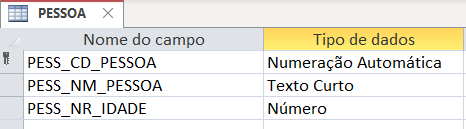 PESSOA
Nome do campo Tipo de dados
PESS_CD_PESSOA Numeração Automática
PESS_NM_PESSOA Texto Curto
PESS_NR_IDADE Número